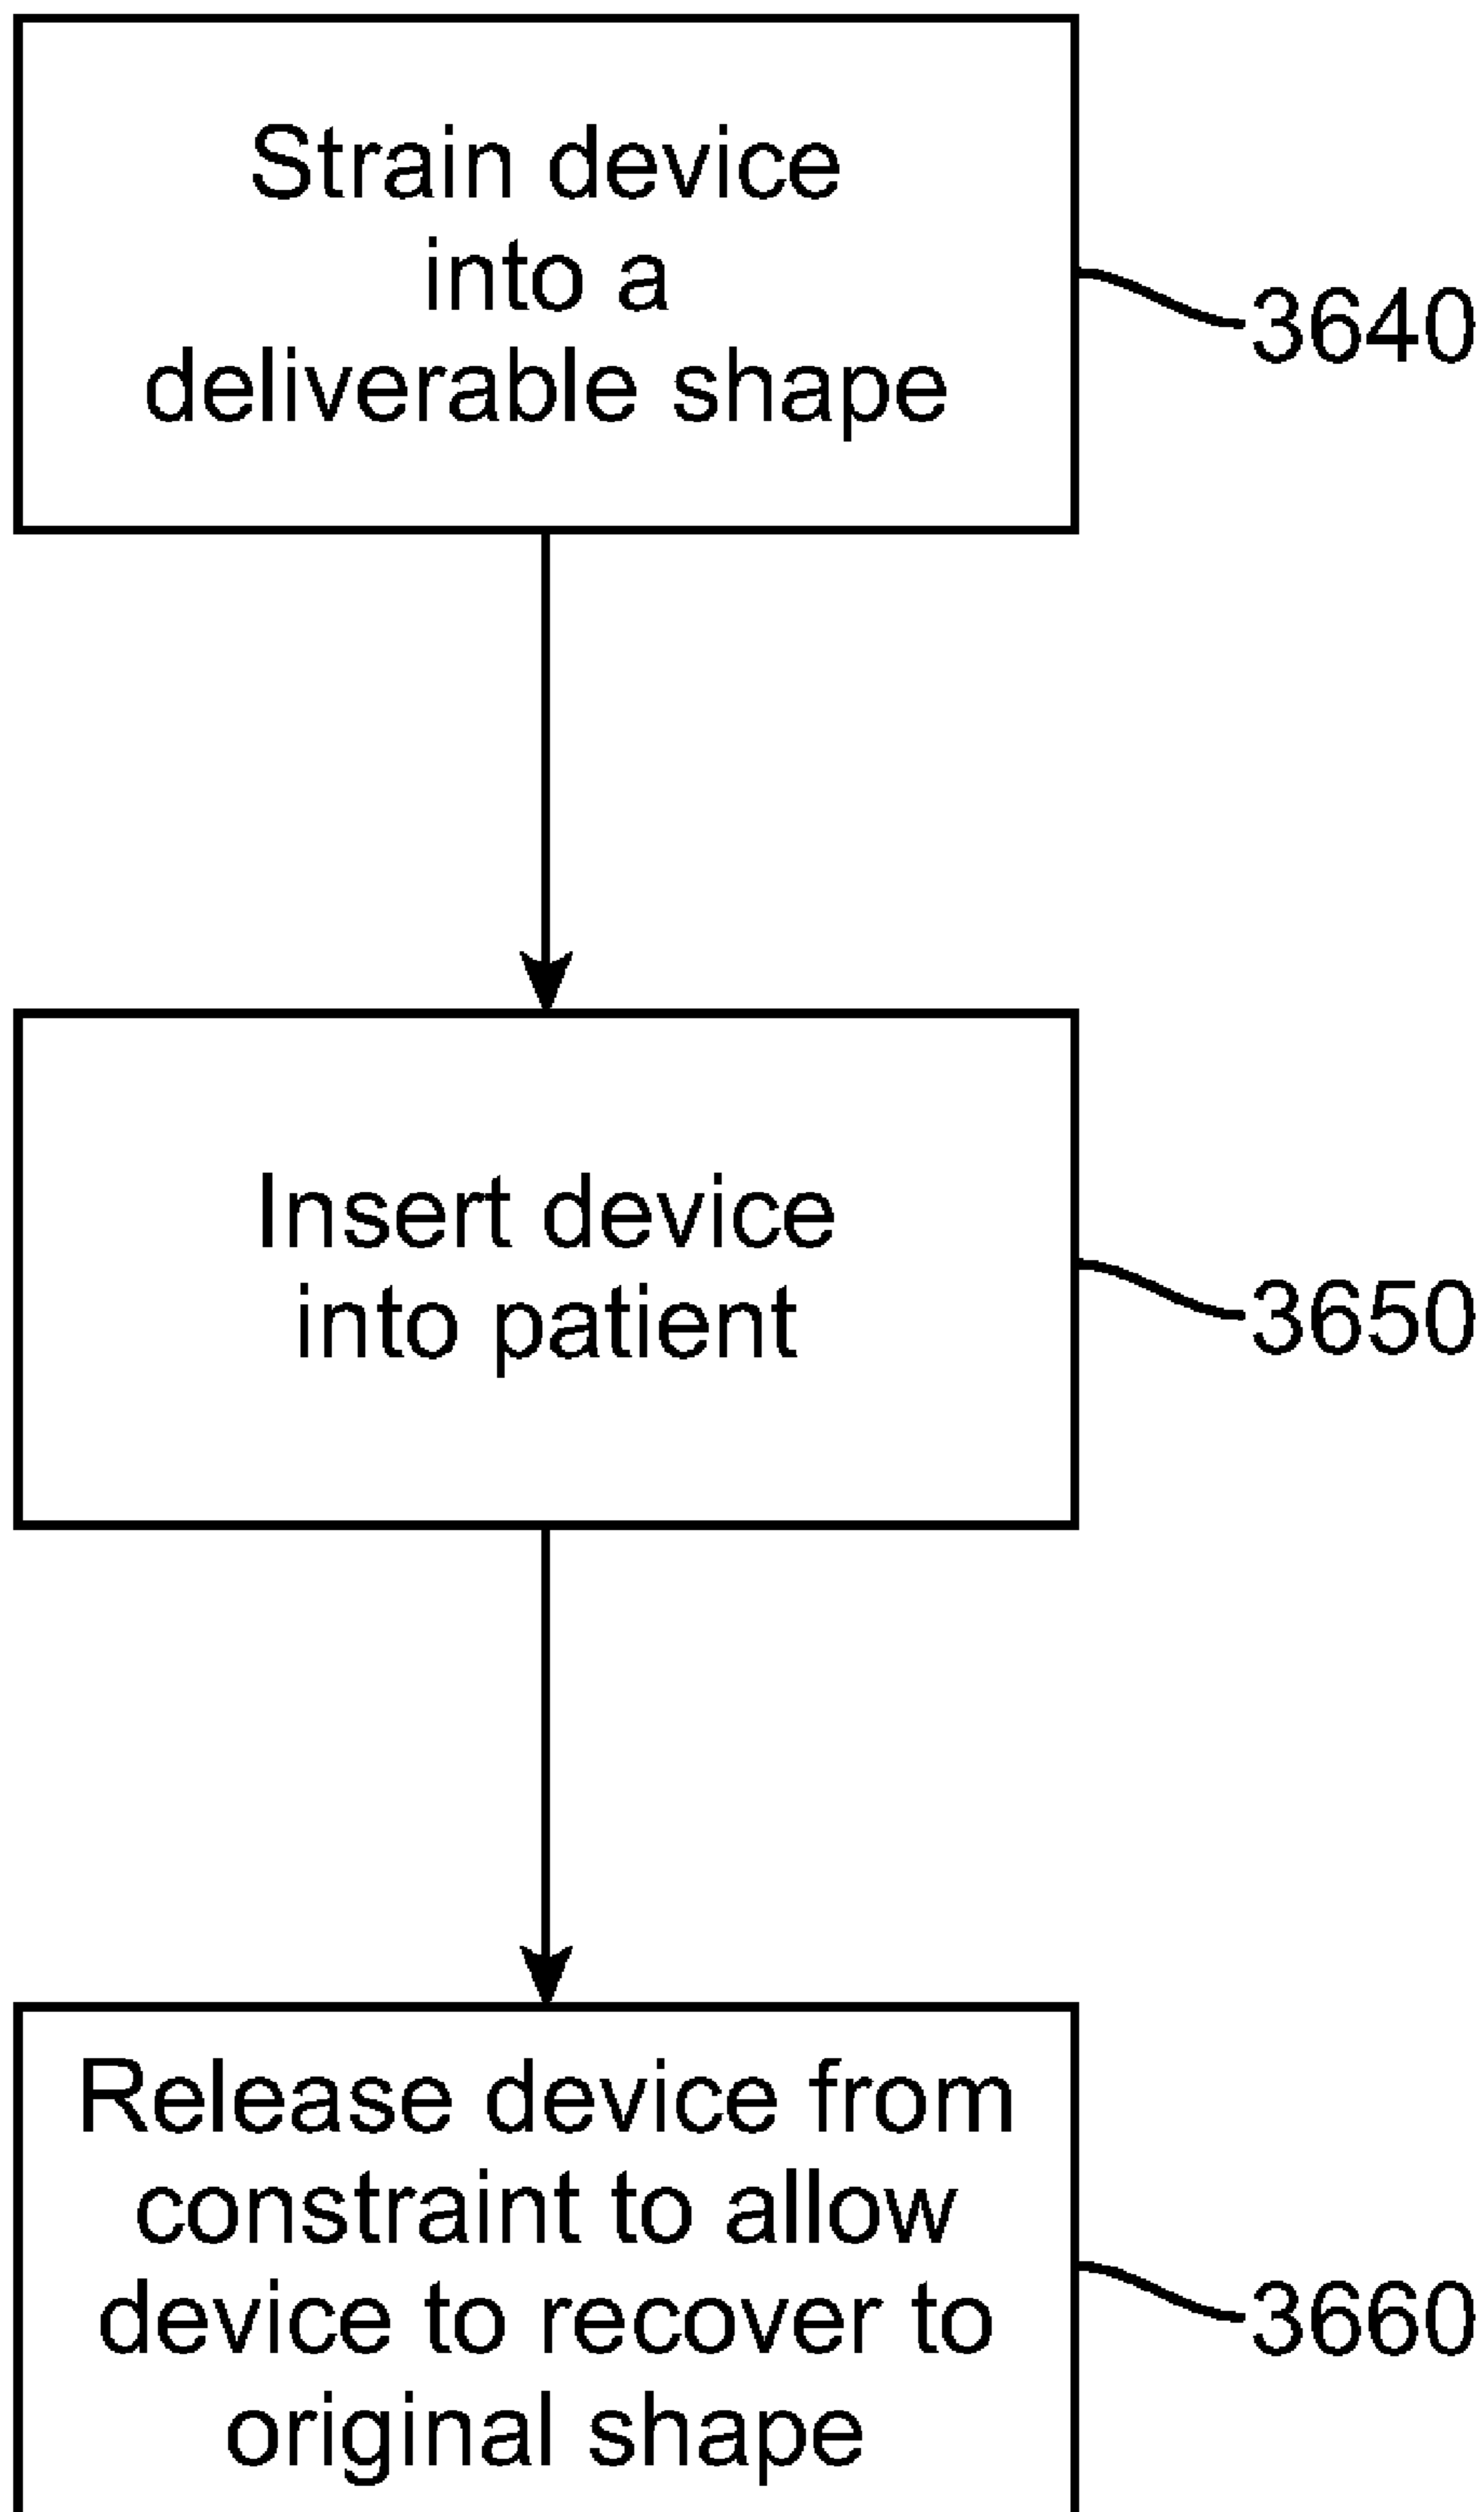 Strain device
into a
deliverable shape
3640
Insert device
into patient
3650
Release device from
constraint to allow
device to recover to
original shape
3660